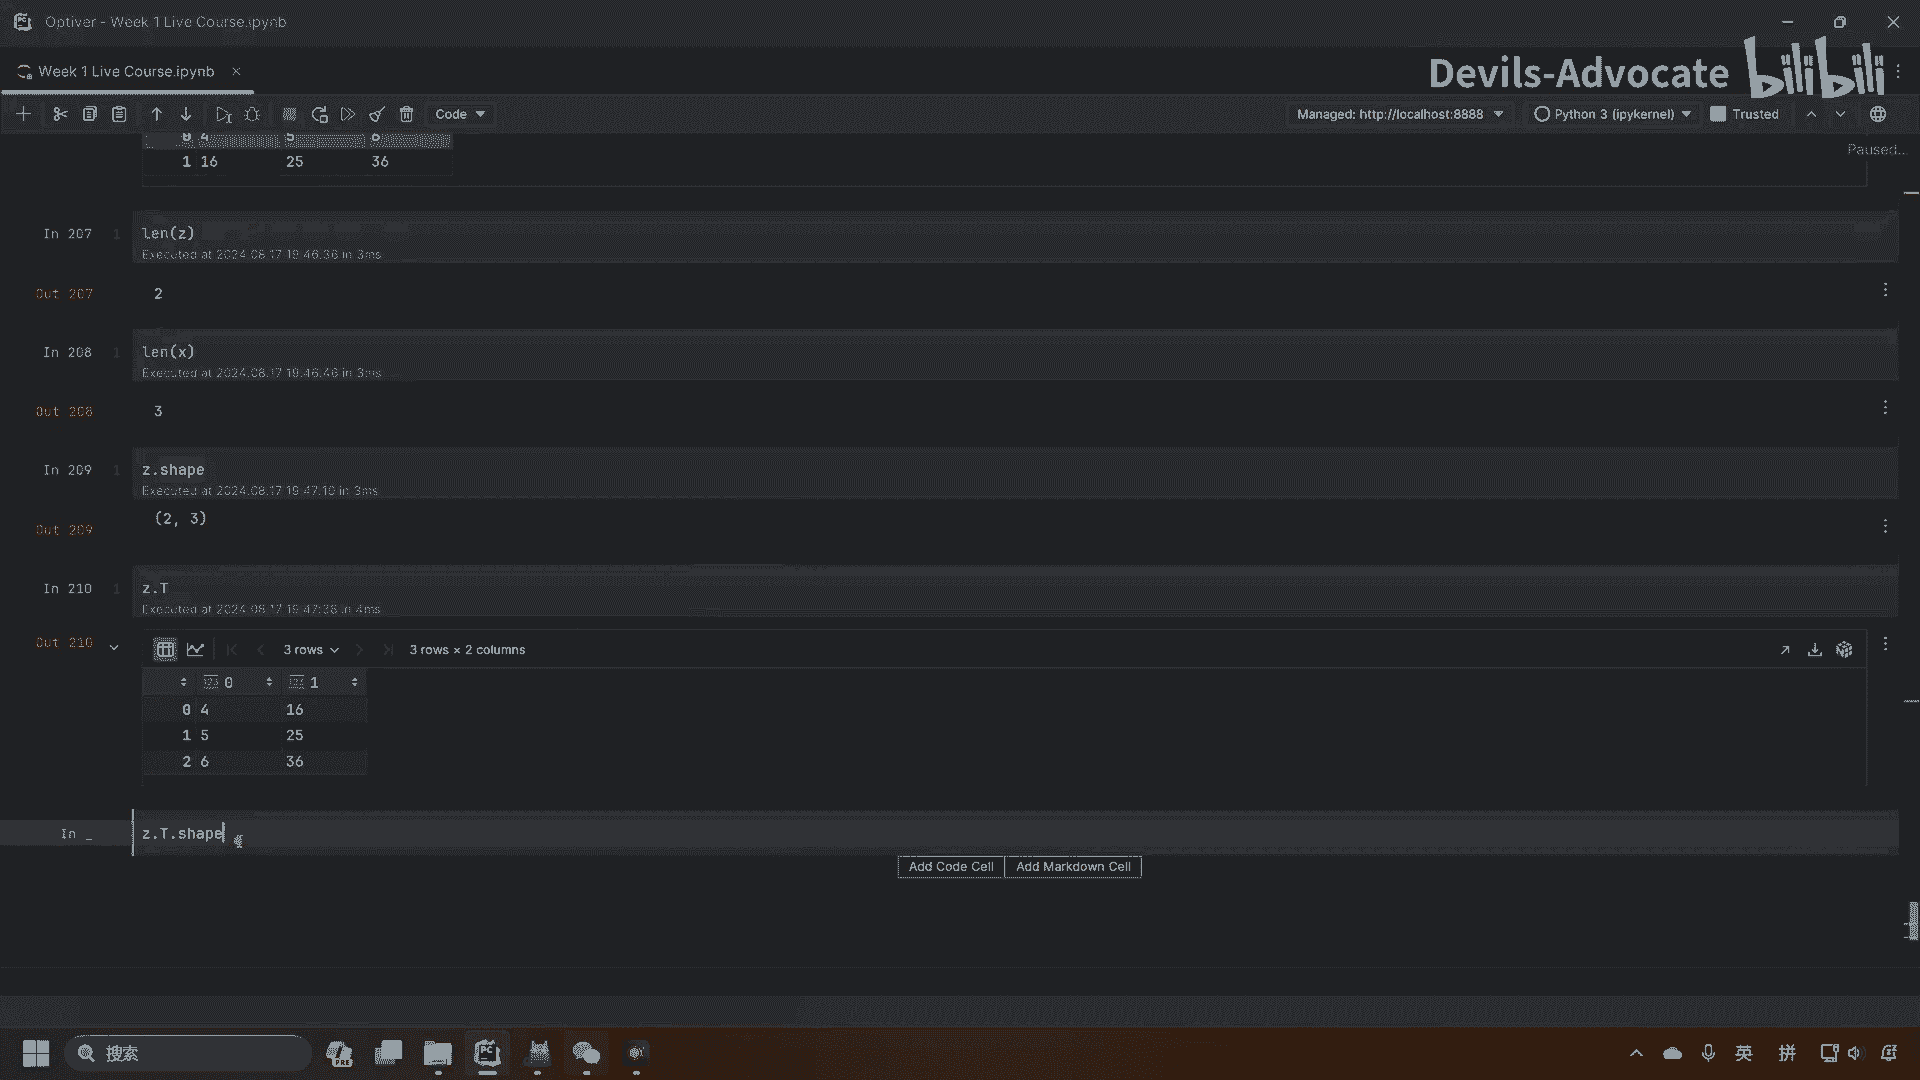 Optiver - Week 1 Live Course.ipynb
Week 1 Live Course.ipynb
Devils-Advocate bilibili
Code
Managed: http://localhost:8888 Python 3 (ipykernel) Trusted
Paused...
0 4 5 6
1 16 25 36
In 207 1 len(z)
Executed at 2024.08.17 19:46:36 in 3ms
Out 207 2
In 208 1 len(x)
Executed at 2024.08.17 19:46:46 in 3ms
Out 208 3
In 209 1 z.shape
Executed at 2024.08.17 19:47:10 in 3ms
Out 209 (2, 3)
In 210 1 z.T
Executed at 2024.08.17 19:47:38 in 4ms
Out 210 3 rows 3 rows × 2 columns
0 1
0 4 16
1 5 25
2 6 36
In _ z.T.shape
Add Code Cell Add Markdown Cell
搜索 PRE PC 英 拼